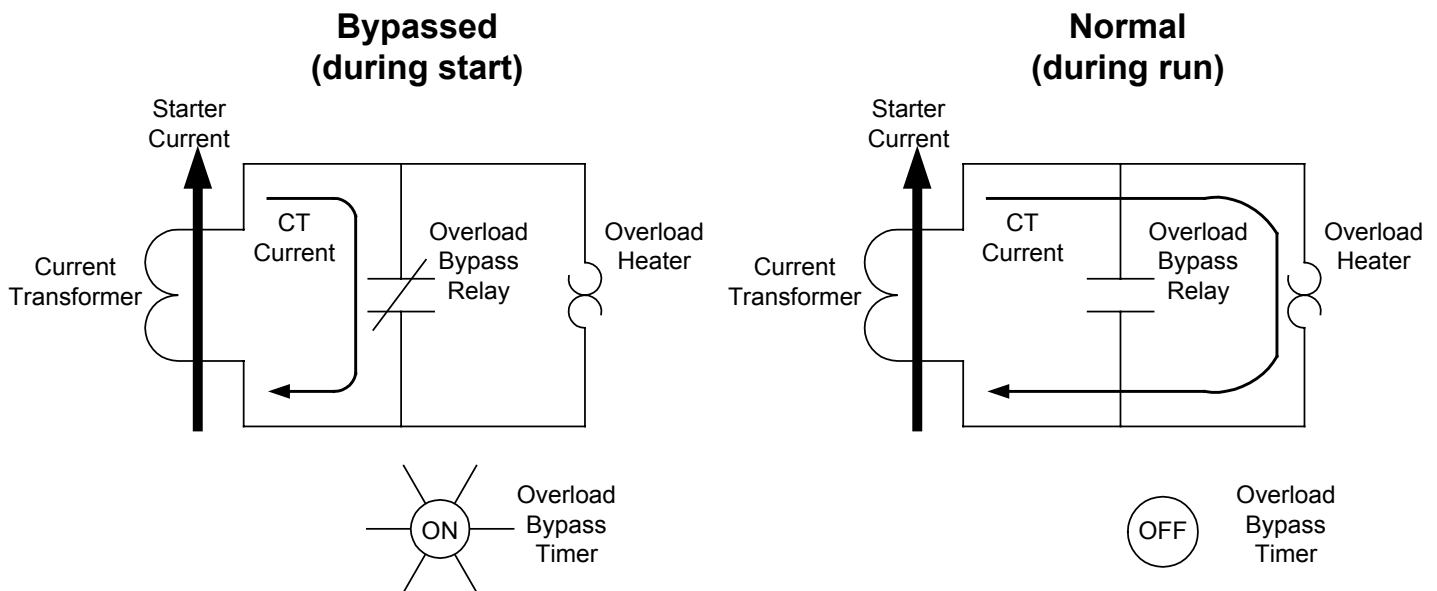 Bypassed
(during start)
Starter
Current
CT
Current
Current
Transformer
Overload
Bypass
Relay
Overload
Heater
ON
Overload
Bypass
Timer
Normal
(during run)
Starter
Current
CT
Current
Current
Transformer
Overload
Bypass
Relay
Overload
Heater
OFF
Overload
Bypass
Timer